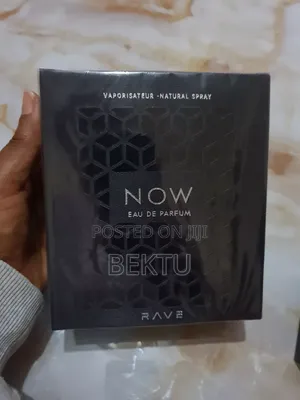 VAPORISATEUR - NATURAL SPRAY
NOW
EAU DE PARFUM
POSTED ON JIJI
BEKTU
RAVE